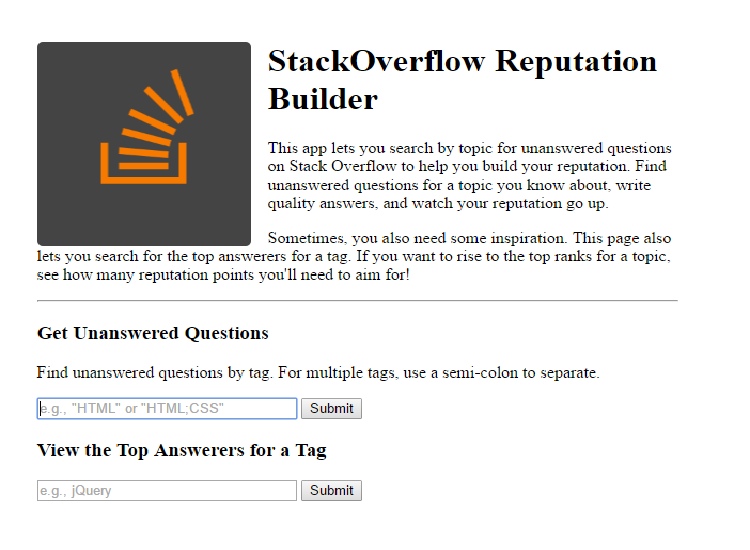 StackOverflow Reputation
Builder
This app lets you search by topic for unanswered questions
on Stack Overflow to help you build your reputation. Find
unanswered questions for a topic you know about, write
quality answers, and watch your reputation go up.
Sometimes, you also need some inspiration. This page also
lets you search for the top answerers for a tag. If you want to rise to the top ranks for a topic,
see how many reputation points you'll need to aim for!
Get Unanswered Questions
Find unanswered questions by tag. For multiple tags, use a semi-colon to separate.
e.g., "HTML" or "HTML;CSS" Submit
View the Top Answerers for a Tag
e.g., jQuery Submit